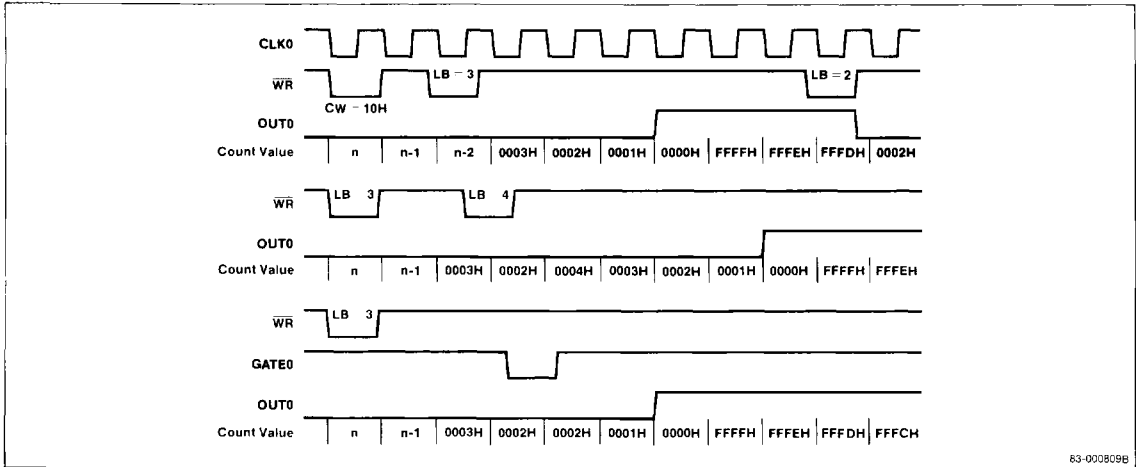 CLK0
WR
LB = 3
LB = 2
CW = 10H
OUT0
Count Value n n-1 n-2 0003H 0002H 0001H 0000H FFFFH FFFEH FFFDH 0002H
WR
LB 3
LB 4
OUT0
Count Value n n-1 0003H 0002H 0004H 0003H 0002H 0001H 0000H FFFFH FFFEH
WR
LB 3
GATE0
OUT0
Count Value n n-1 0003H 0002H 0002H 0001H 0000H FFFFH FFFEH FFFDH FFFCH
83-000809B